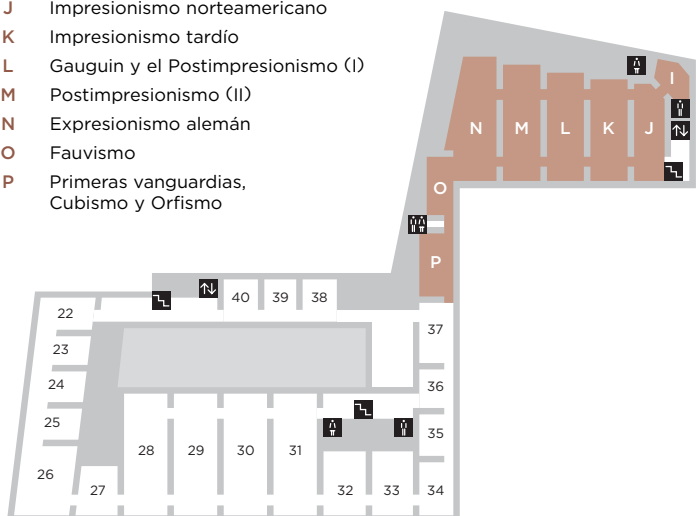 J Impresionismo norteamericano
K Impresionismo tardío
L Gauguin y el Postimpresionismo (I)
M Postimpresionismo (II)
N Expresionismo alemán
O Fauvismo
P Primeras vanguardias,
Cubismo y Orfismo
I
N M L K J
O
P
40 39 38
22
37
23
24
36
25
35
28 29 30 31
26
27
32 33 34